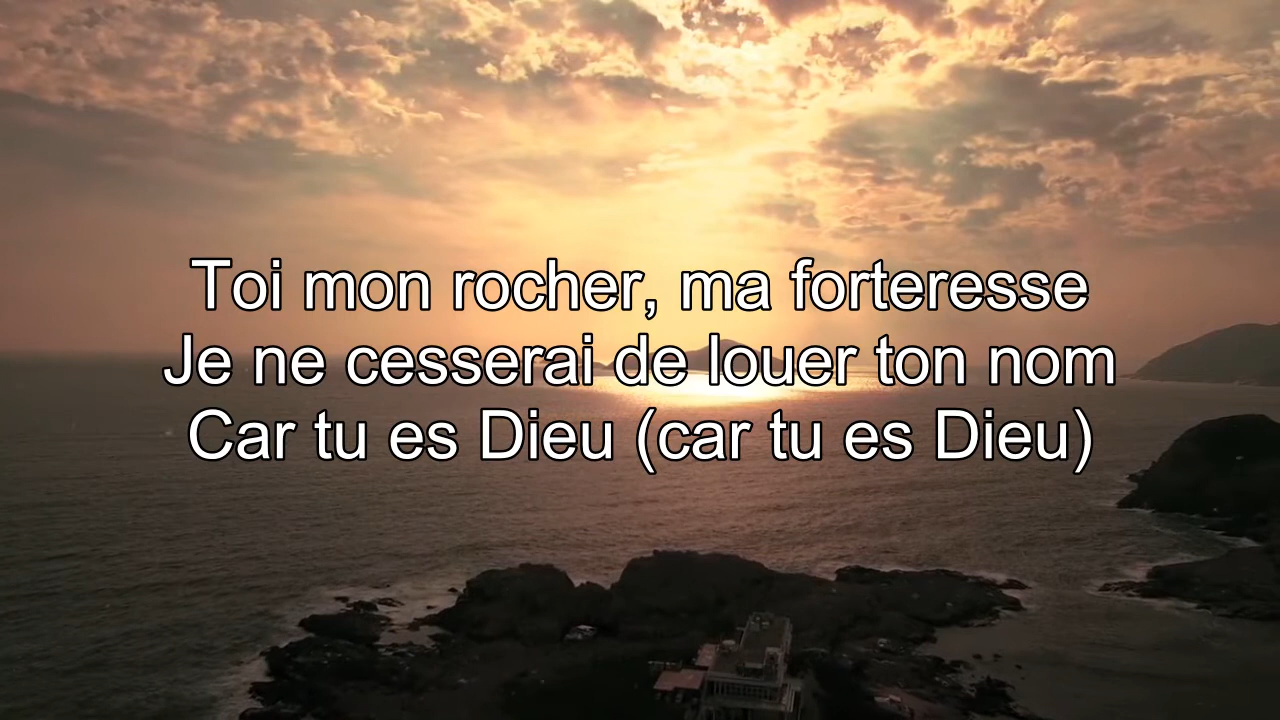 Toi mon rocher, ma forteresse
Je ne cesserai de louer ton nom
Car tu es Dieu (car tu es Dieu)